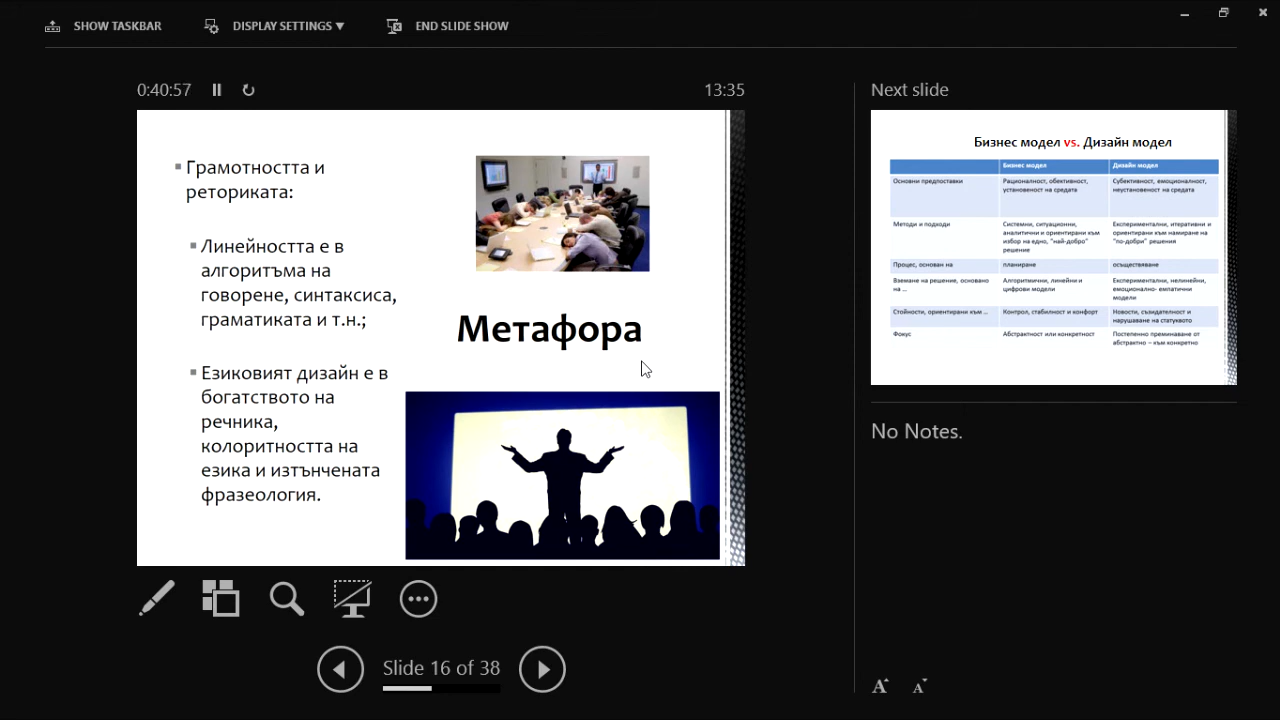 SHOW TASKBAR
DISPLAY SETTINGS ▼
END SLIDE SHOW
0:40:57
13:35
Next slide
Грамотността и
реториката:
Линейността е в
алгоритъма на
говорене, синтаксиса,
граматиката и т.н.;
Езиковият дизайн е в
богатството на
речника,
колоритността на
езика и изтънчената
фразеология.
Метафора
Бизнес модел vs. Дизайн модел
Бизнес модел
Дизайн модел
Основни предпоставки
Рационалност, обективност,
установеност на средата
Субективност, емоционалност,
неустановеност на средата
Методи и подходи
Системни, ситуационни,
аналитични и ориентирани към
избор на едно, "най-добро"
решение
Експериментални, итеративни и
ориентирани към намиране на
"по-добри" решения
Процес, основан на
планиране
осъществяване
Вземане на решение, основано
на ...
Алгоритмични, линейни и
цифрови модели
Експериментални, нелинейни,
емоционално- емпатични
модели
Стойности, ориентирани към ...
Контрол, стабилност и комфорт
Новости, съзидателност и
нарушаване на статуквото
Фокус
Абстрактност или конкретност
Постепенно преминаване от
абстрактно – към конкретно
No Notes.
Slide 16 of 38
A A